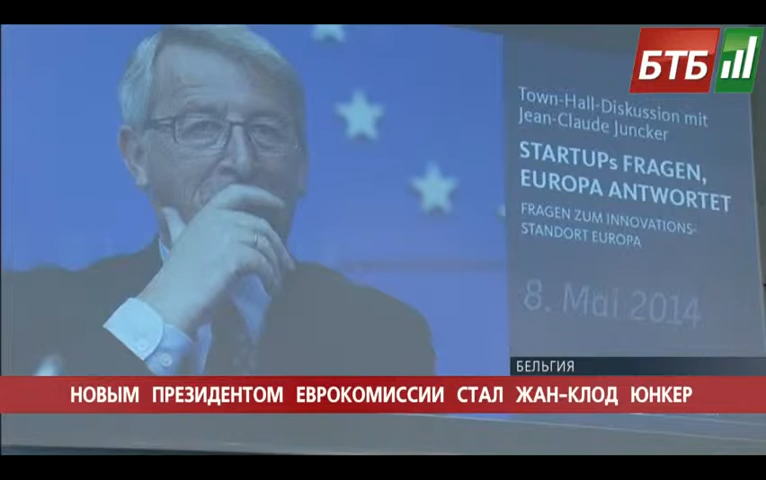 БТБ
Town-Hall-Diskussion mit
Jean-Claude Juncker
STARTUPs FRAGEN,
EUROPA ANTWORTET
FRAGEN ZUM INNOVATIONS-
STANDORT EUROPA
8. Mai 2014
БЕЛЬГИЯ
НОВЫМ ПРЕЗИДЕНТОМ ЕВРОКОМИССИИ СТАЛ ЖАН-КЛОД ЮНКЕР